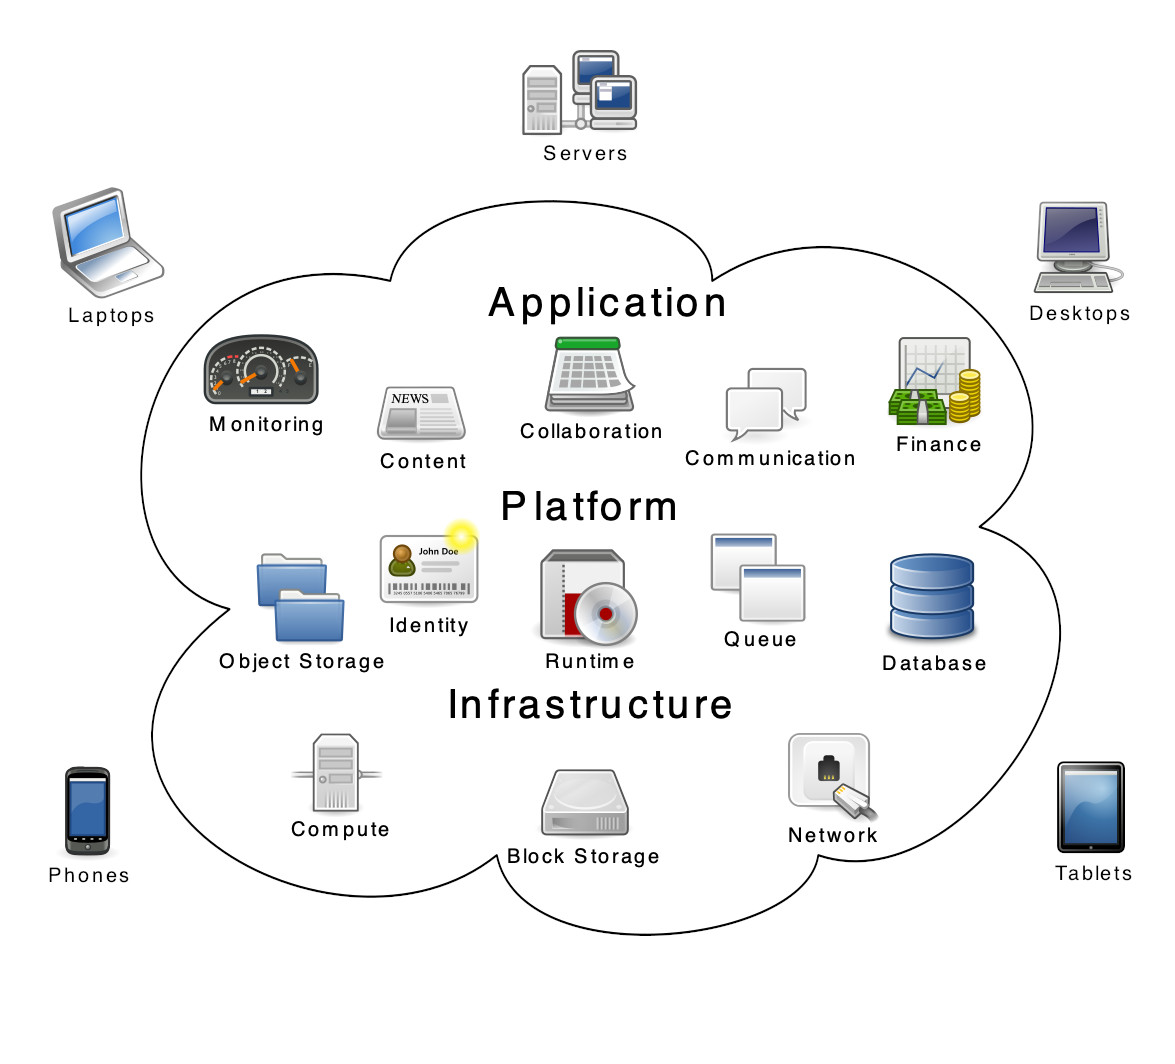 Servers
Laptops
Desktops
Application
Monitoring
NEWS
Content
Collaboration
Communication
Finance
Platform
John Doe
Object Storage
Identity
Runtime
Queue
Database
Infrastructure
Compute
Block Storage
Network
Phones
Tablets